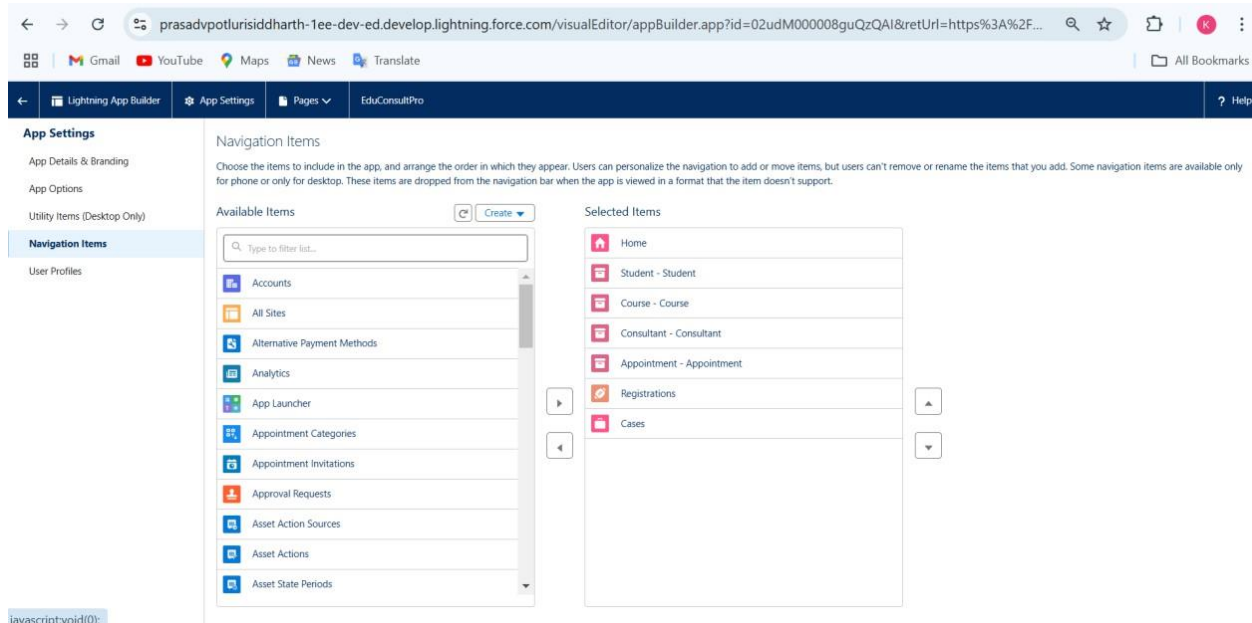 prasadvpotlurisiddharth-1ee-dev-ed.develop.lightning.force.com/visualEditor/appBuilder.app?id=02udM000008guQzQAI&retUrl=https%3A%2F...
K
Gmail YouTube Maps News Translate All Bookmarks
Lightning App Builder App Settings Pages EduConsultPro ? Help
App Settings
App Details & Branding
App Options
Utility Items (Desktop Only)
Navigation Items
User Profiles
Navigation Items
Choose the items to include in the app, and arrange the order in which they appear. Users can personalize the navigation to add or move items, but users can't remove or rename the items that you add. Some navigation items are available only
for phone or only for desktop. These items are dropped from the navigation bar when the app is viewed in a format that the item doesn't support.
Available Items Create
Type to filter list...
Accounts
All Sites
Alternative Payment Methods
Analytics
App Launcher
Appointment Categories
Appointment Invitations
Approval Requests
Asset Action Sources
Asset Actions
Asset State Periods
Selected Items
Home
Student - Student
Course - Course
Consultant - Consultant
Appointment - Appointment
Registrations
Cases
javascript:void(0);